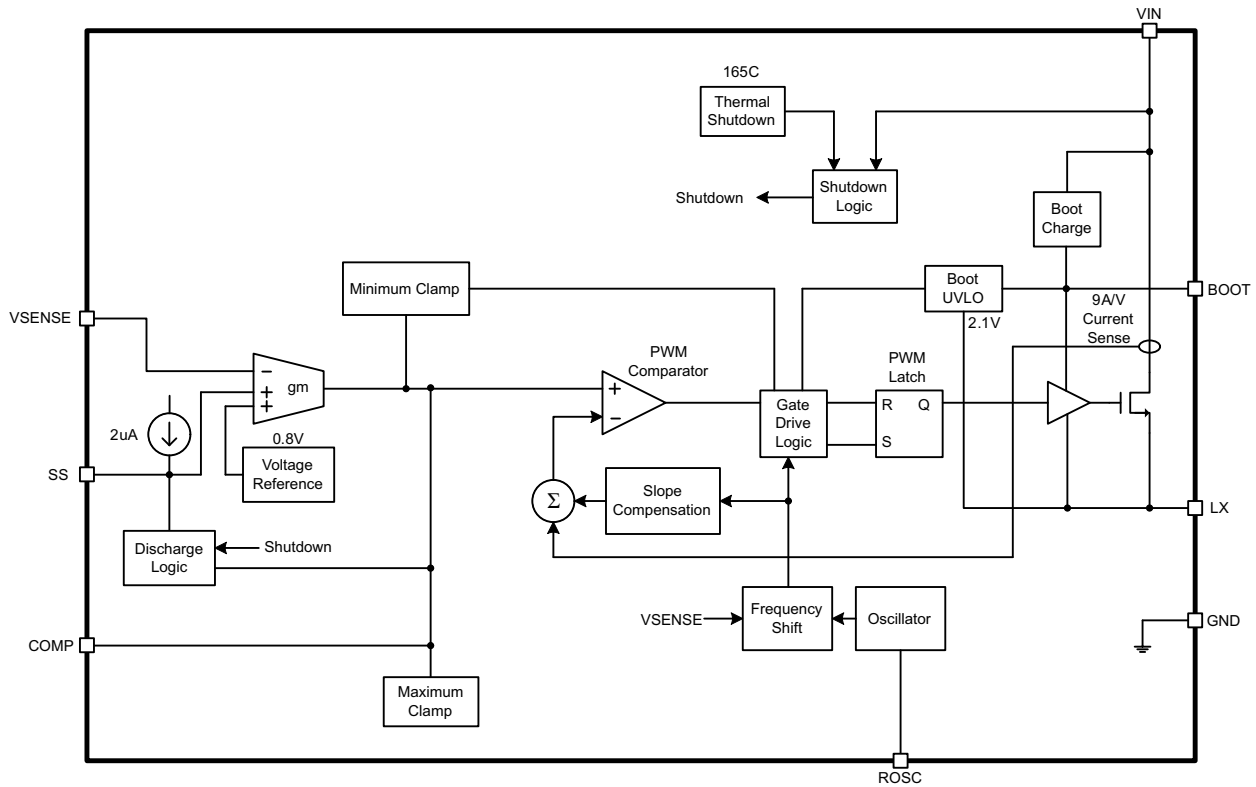 VIN
165C
Thermal
Shutdown
Shutdown
Shutdown
Logic
Boot
Charge
Minimum Clamp
Boot
UVLO
BOOT
2.1V
9A/V
Current
Sense
VSENSE
PWM
Comparator
PWM
Latch
gm
−
+
+
+
−
Gate
Drive
Logic
R
Q
S
2uA
0.8V
Voltage
Reference
SS
Σ
Slope
Compensation
LX
Discharge
Logic
Shutdown
VSENSE
Frequency
Shift
Oscillator
GND
COMP
Maximum
Clamp
ROSC